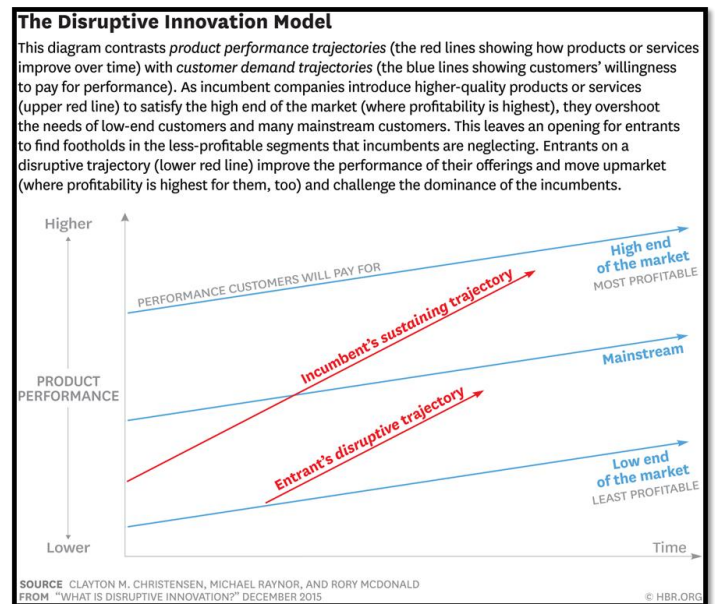 The Disruptive Innovation Model
This diagram contrasts product performance trajectories (the red lines showing how products or services
improve over time) with customer demand trajectories (the blue lines showing customers' willingness
to pay for performance). As incumbent companies introduce higher-quality products or services
(upper red line) to satisfy the high end of the market (where profitability is highest), they overshoot
the needs of low-end customers and many mainstream customers. This leaves an opening for entrants
to find footholds in the less-profitable segments that incumbents are neglecting. Entrants on a
disruptive trajectory (lower red line) improve the performance of their offerings and move upmarket
(where profitability is highest for them, too) and challenge the dominance of the incumbents.
Higher
PERFORMANCE CUSTOMERS WILL PAY FOR
High end
of the market
MOST PROFITABLE
Incumbent's sustaining trajectory
Mainstream
PRODUCT
PERFORMANCE
Entrant's disruptive trajectory
Low end
of the market
LEAST PROFITABLE
Lower
Time
SOURCE CLAYTON M. CHRISTENSEN, MICHAEL RAYNOR, AND RORY MCDONALD
FROM "WHAT IS DISRUPTIVE INNOVATION?" DECEMBER 2015
© HBR.ORG